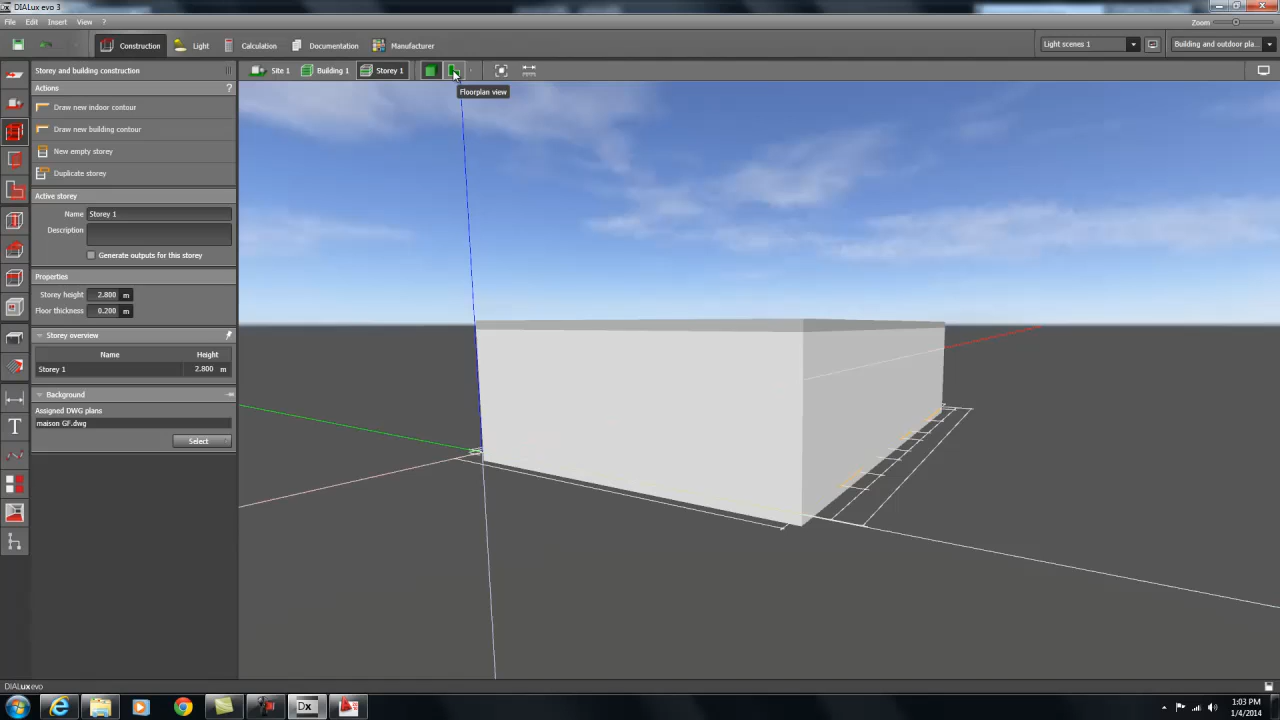 DIALux evo 3
File Edit Insert View ?
Zoom
Construction Light Calculation Documentation Manufacturer
Light scenes 1
Building and outdoor pla...
Storey and building construction
Site 1 Building 1 Storey 1
Floorplan view
Actions ?
Draw new indoor contour
Draw new building contour
New empty storey
Duplicate storey
Active storey
Name Storey 1
Description
Generate outputs for this storey
Properties
Storey height 2.800 m
Floor thickness 0.200 m
Storey overview
Name Height
Storey 1 2.800 m
Background
Assigned DWG plans
maison GF.dwg
Select
T
DIALux evo
Dx
1:03 PM
1/4/2014